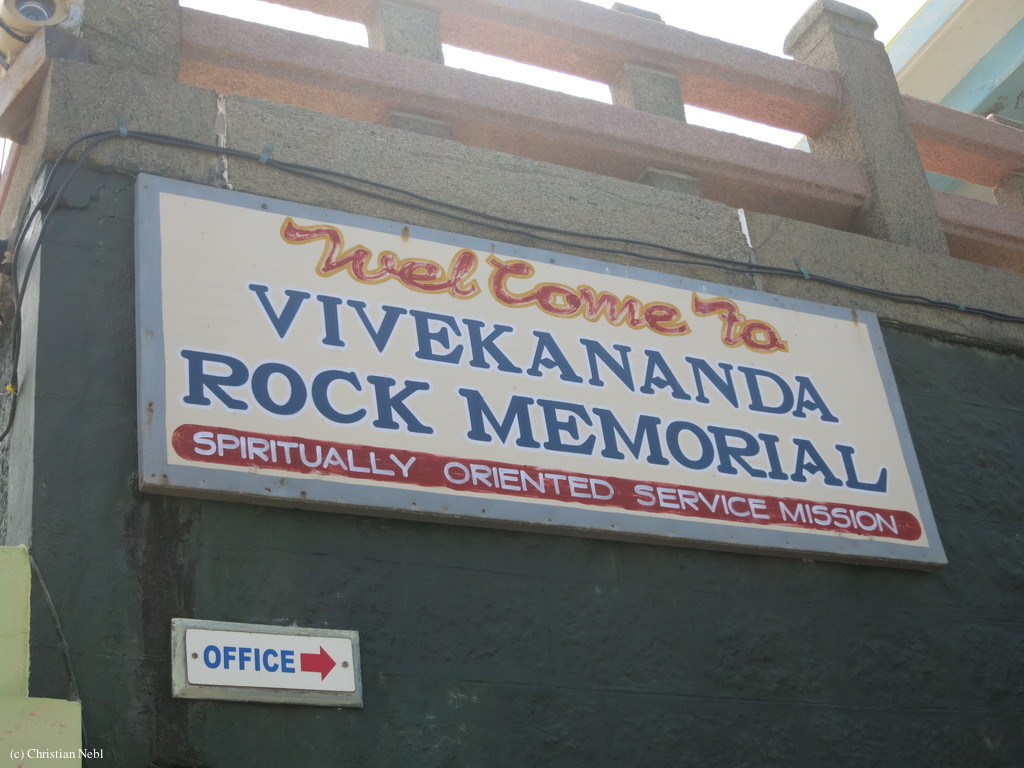 Welcome To
VIVEKANANDA
ROCK MEMORIAL
SPIRITUALLY ORIENTED SERVICE MISSION
OFFICE
(c) Christian Nebl